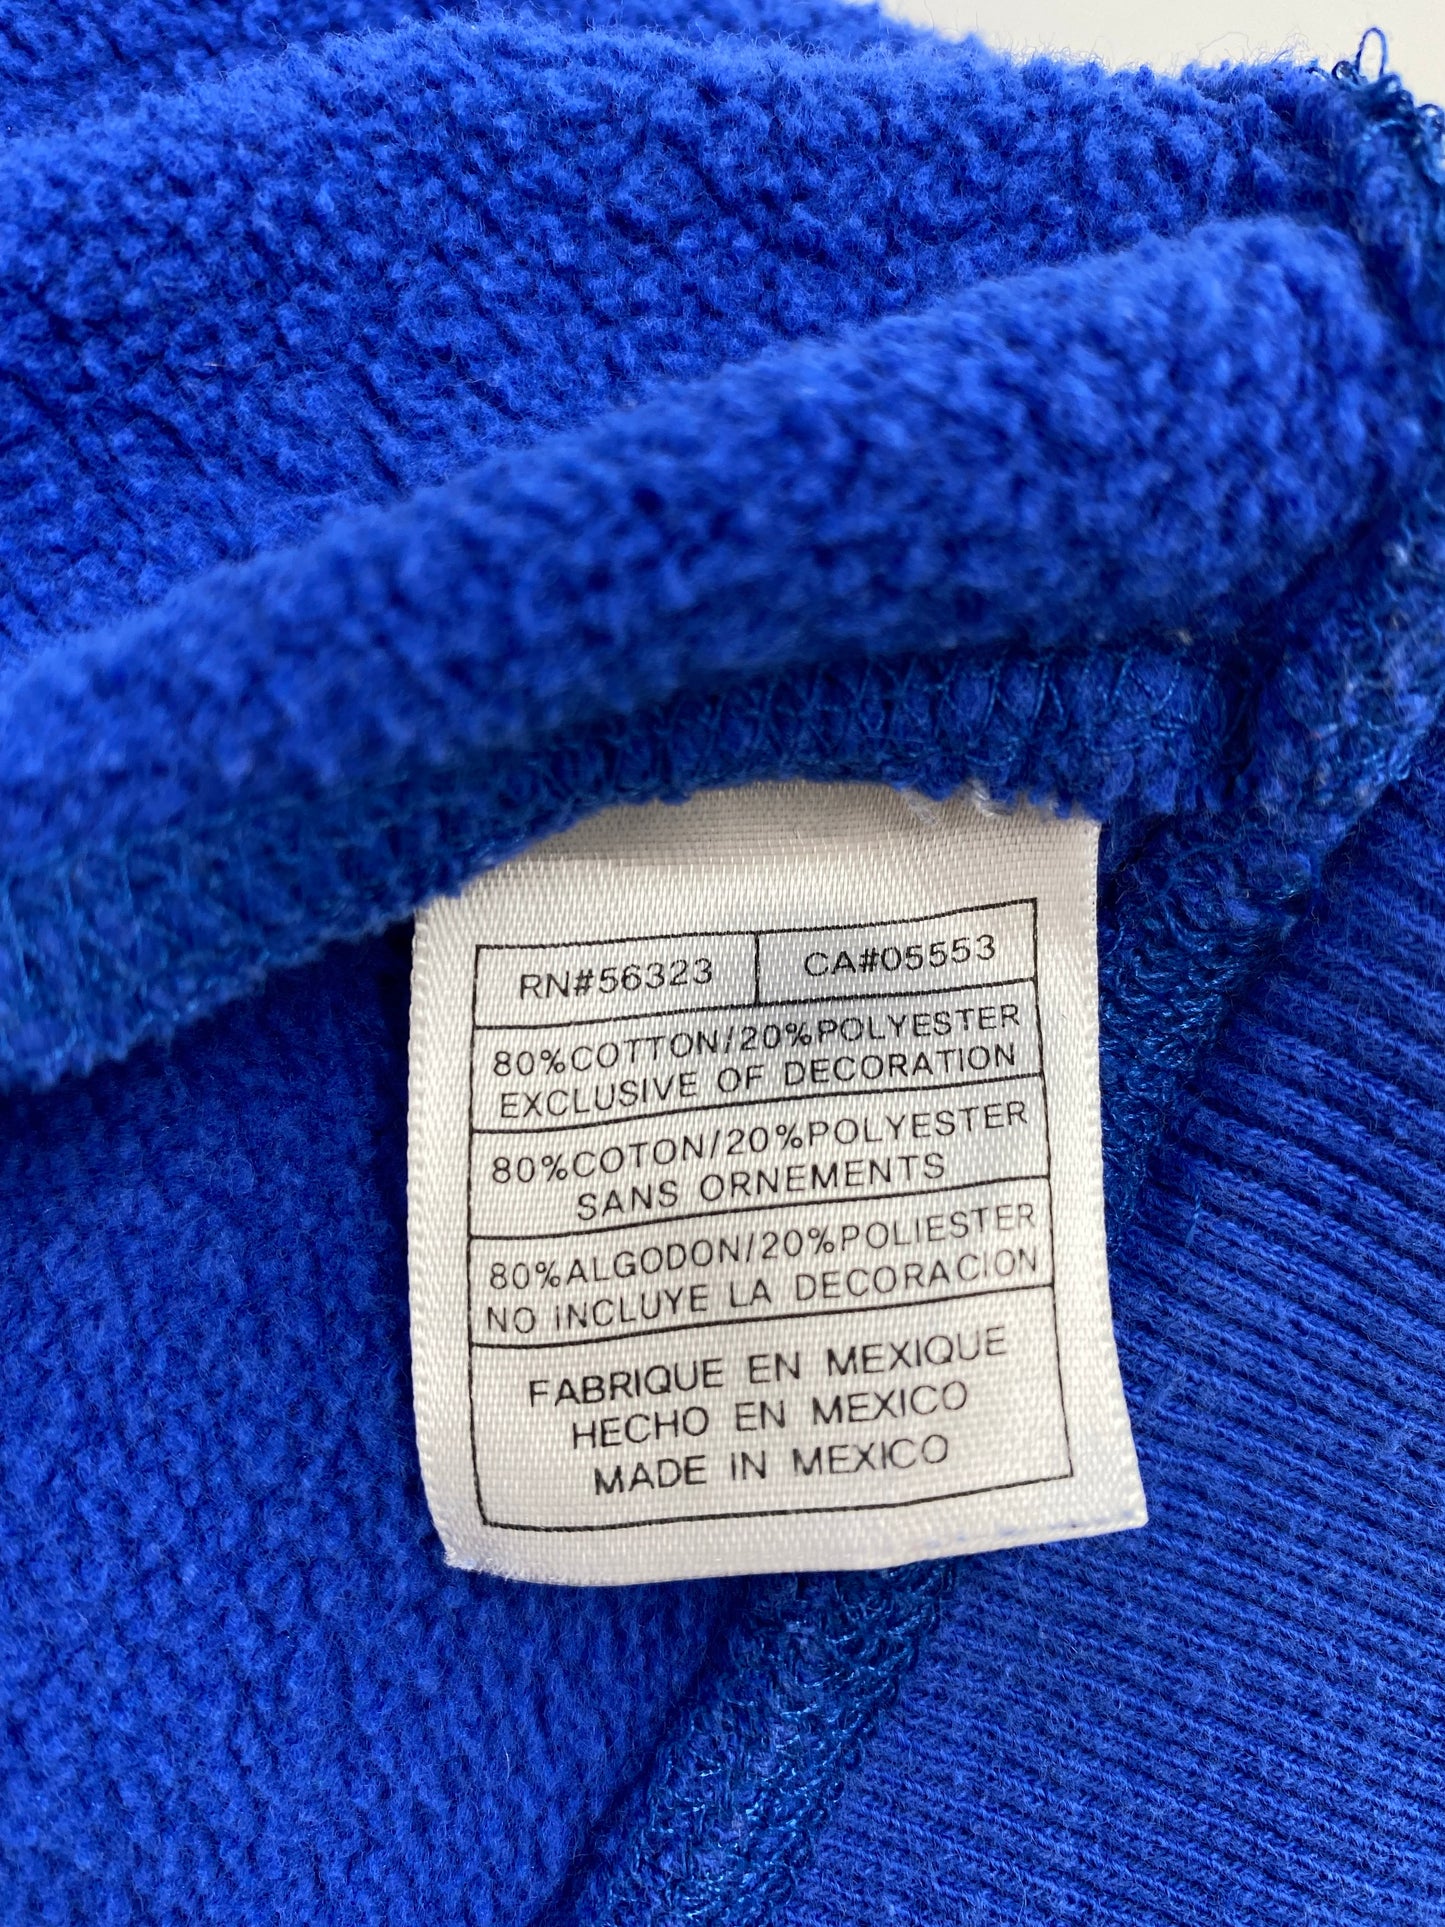 RN#56323 CA#05553
80%COTTON/20%POLYESTER
EXCLUSIVE OF DECORATION
80%COTON/20%POLYESTER
SANS ORNEMENTS
80%ALGODON/20%POLIESTER
NO INCLUYE LA DECORACION
FABRIQUE EN MEXIQUE
HECHO EN MEXICO
MADE IN MEXICO